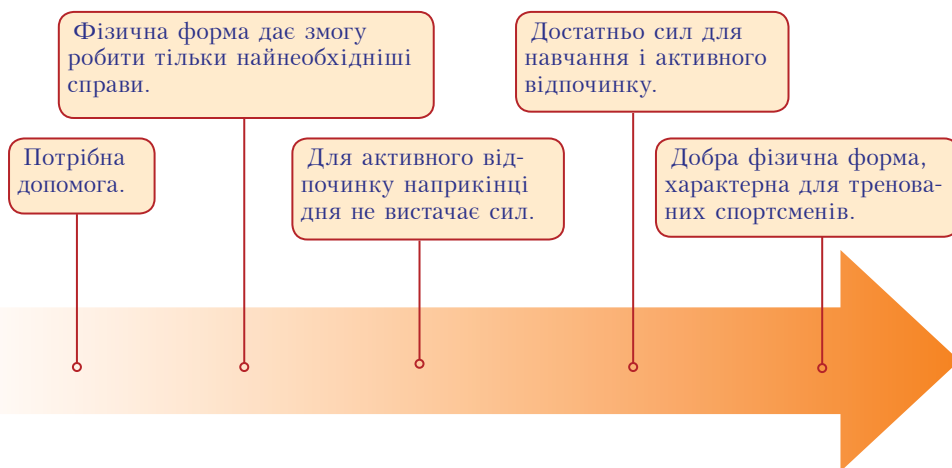 Фізична форма дає змогу
робити тільки найнеобхідніші
справи.
Достатньо сил для
навчання і активного
відпочинку.
Потрібна
допомога.
Для активного від-
починку наприкінці
дня не вистачає сил.
Добра фізична форма,
характерна для тренова-
них спортсменів.